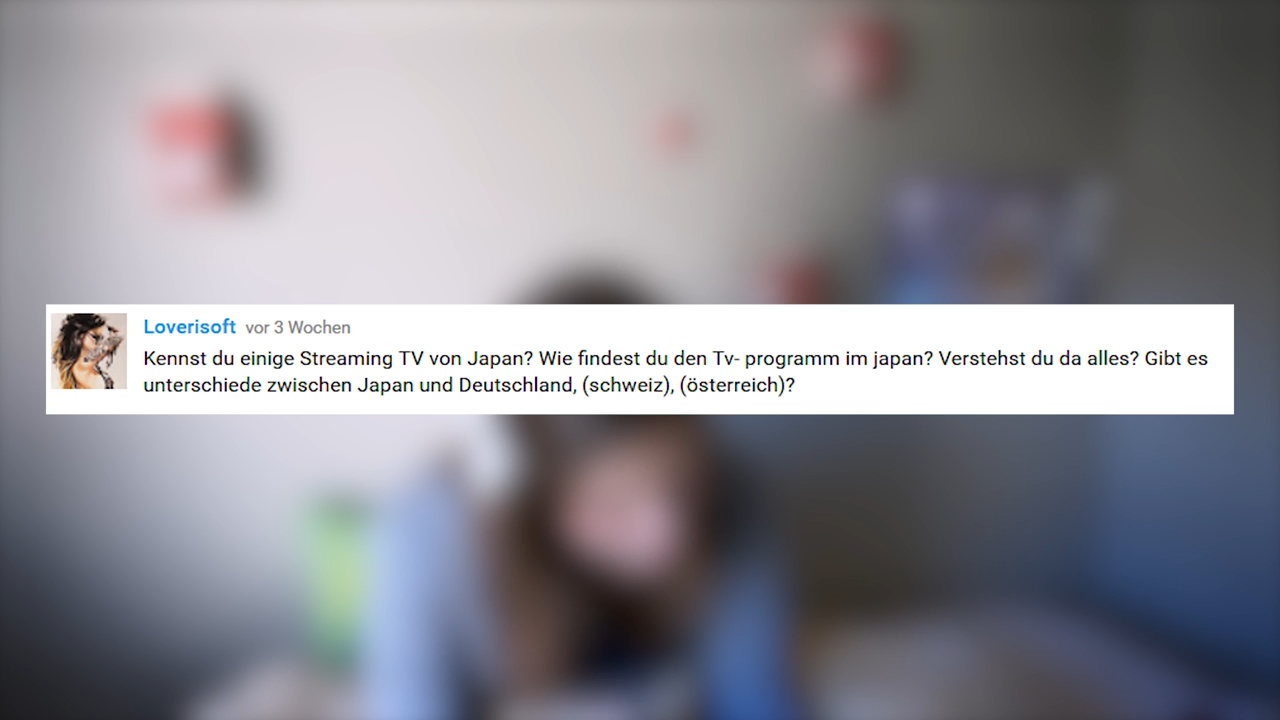 Loverisoft vor 3 Wochen
Kennst du einige Streaming TV von Japan? Wie findest du den Tv- programm im japan? Verstehst du da alles? Gibt es
unterschiede zwischen Japan und Deutschland, (schweiz), (österreich)?